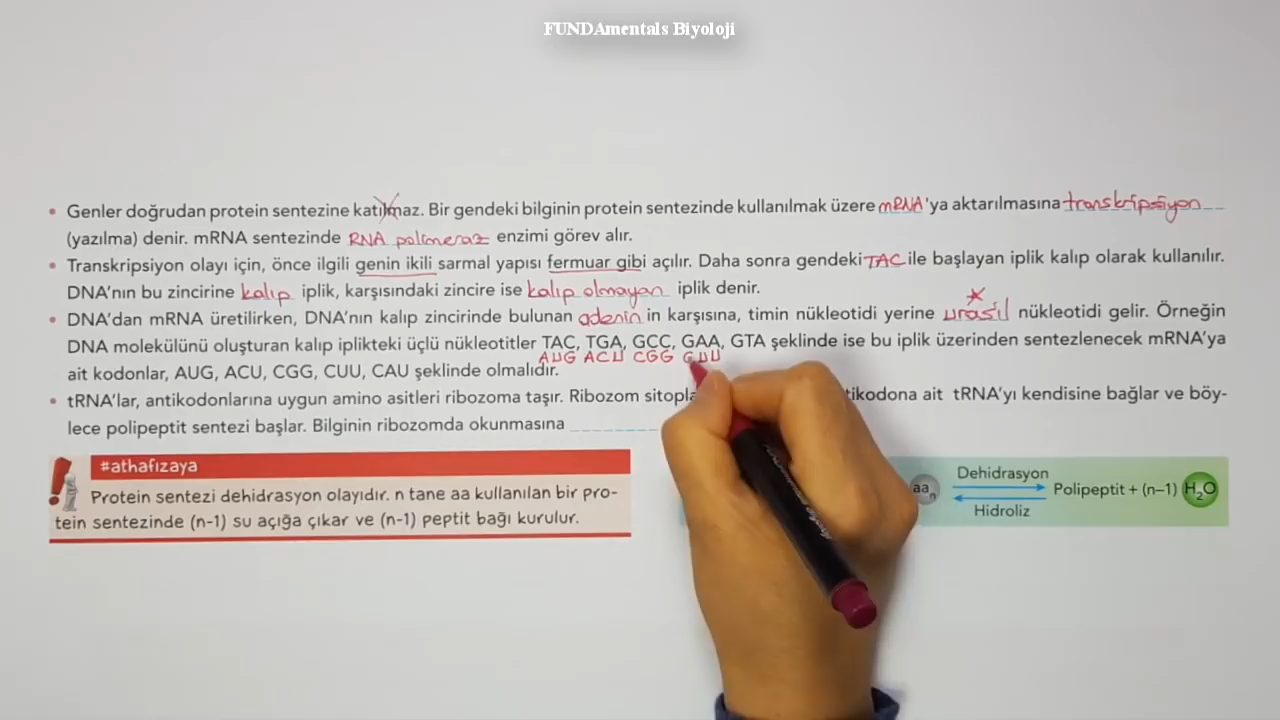 FUNDAmentals Biyoloji
• Genler doğrudan protein sentezine katılmaz. Bir gendeki bilginin protein sentezinde kullanılmak üzere mRNA'ya aktarılmasına transkripsiyon
(yazılma) denir. mRNA sentezinde RNA polimeraz enzimi görev alır.
• Transkripsiyon olayı için, önce ilgili genin ikili sarmal yapısı fermuar gibi açılır. Daha sonra gendeki TAC ile başlayan iplik kalıp olarak kullanılır.
DNA'nın bu zincirine kalıp iplik, karşısındaki zincire ise kalıp olmayan iplik denir.
• DNA'dan mRNA üretilirken, DNA'nın kalıp zincirinde bulunan adenin in karşısına, timin nükleotidi yerine urasil nükleotidi gelir. Örneğin
DNA molekülünü oluşturan kalıp iplikteki üçlü nükleotitler TAC, TGA, GCC, GAA, GTA şeklinde ise bu iplik üzerinden sentezlenecek mRNA'ya
AUG ACU CGG UU
ait kodonlar, AUG, ACU, CGG, CUU, CAU şeklinde olmalıdır.
• tRNA'lar, antikodonlarına uygun amino asitleri ribozoma taşır. Ribozom tikodona ait tRNA'yı kendisine bağlar ve böy-
lece polipeptit sentezi başlar. Bilginin ribozomda okunmasına
#athafızaya
Protein sentezi dehidrasyon olayıdır. n tane aa kullanılan bir pro-
tein sentezinde (n-1) su açığa çıkar ve (n-1) peptit bağı kurulur.
Dehidrasyon
aaₙ Polipeptit + (n–1) H₂O
Hidroliz